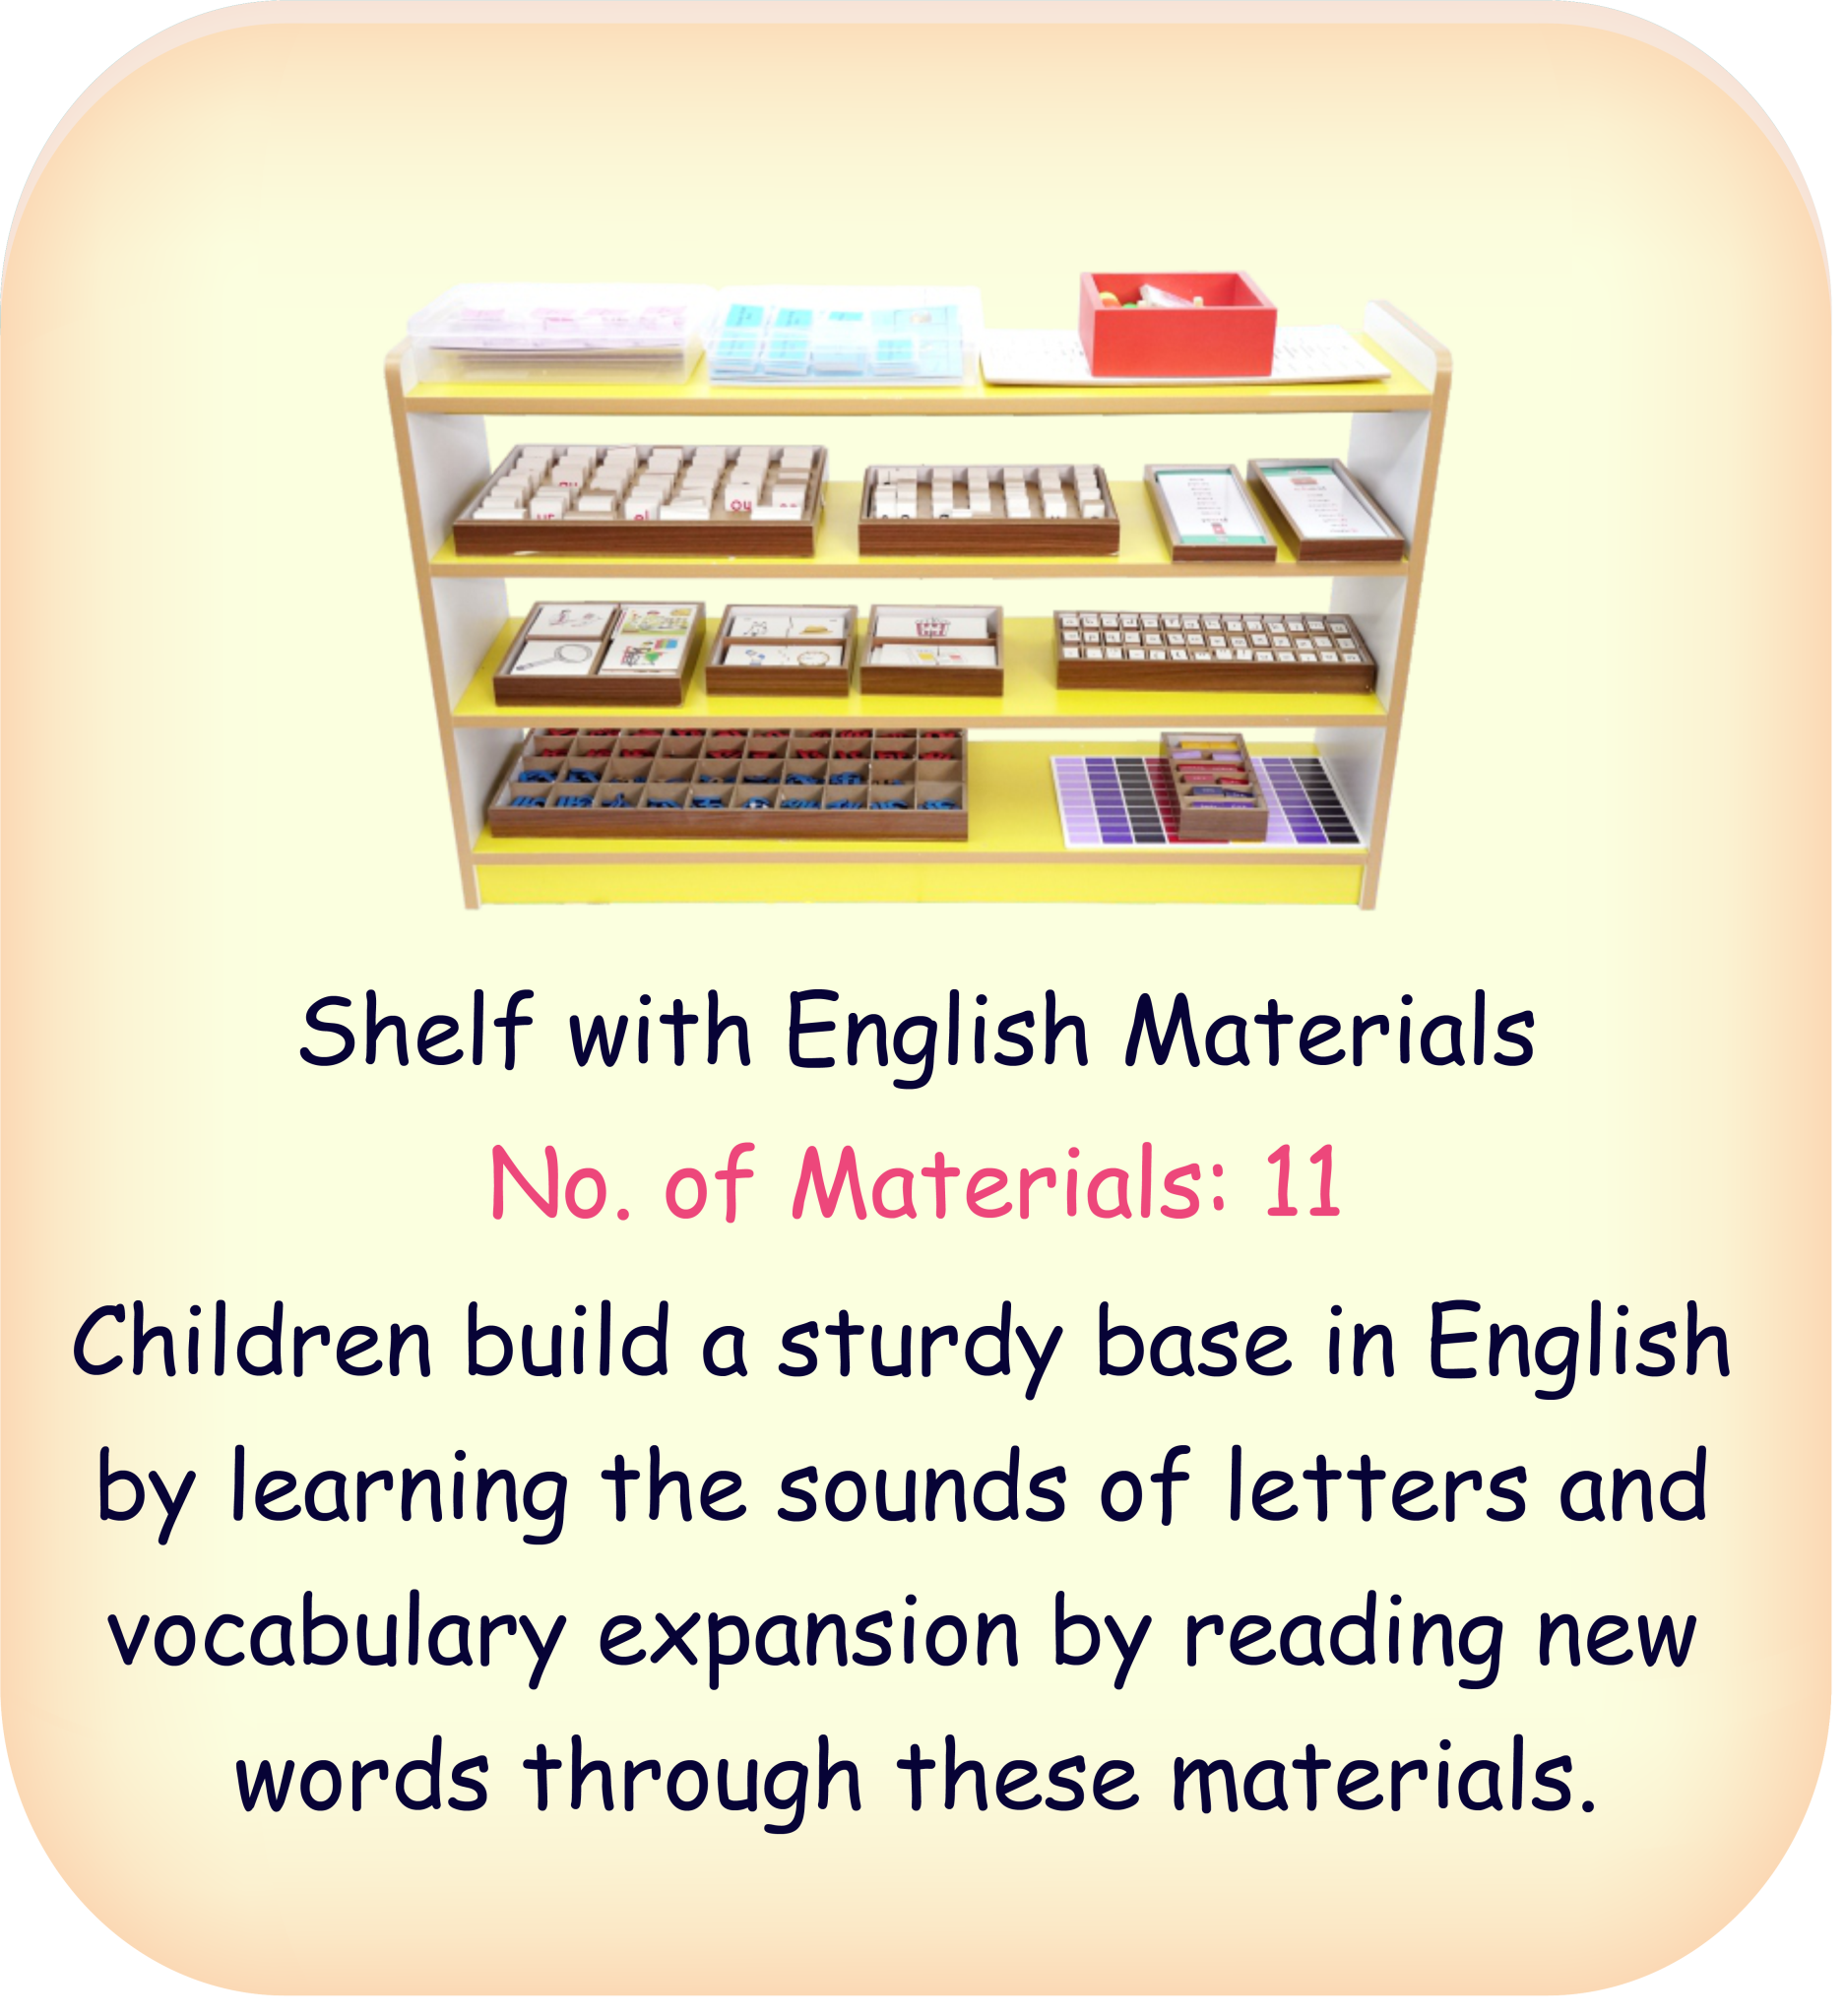 Shelf with English Materials
No. of Materials: 11
Children build a sturdy base in English
by learning the sounds of letters and
vocabulary expansion by reading new
words through these materials.